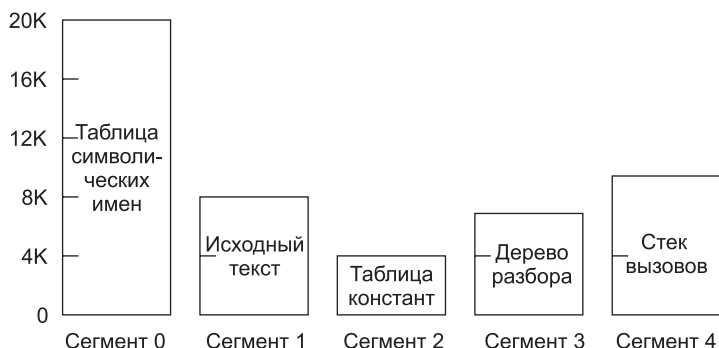 20K
16K
12K
8K
4K
0
Таблица
символи-
ческих
имен
Исходный
текст
Таблица
констант
Дерево
разбора
Стек
вызовов
Сегмент 0
Сегмент 1
Сегмент 2
Сегмент 3
Сегмент 4